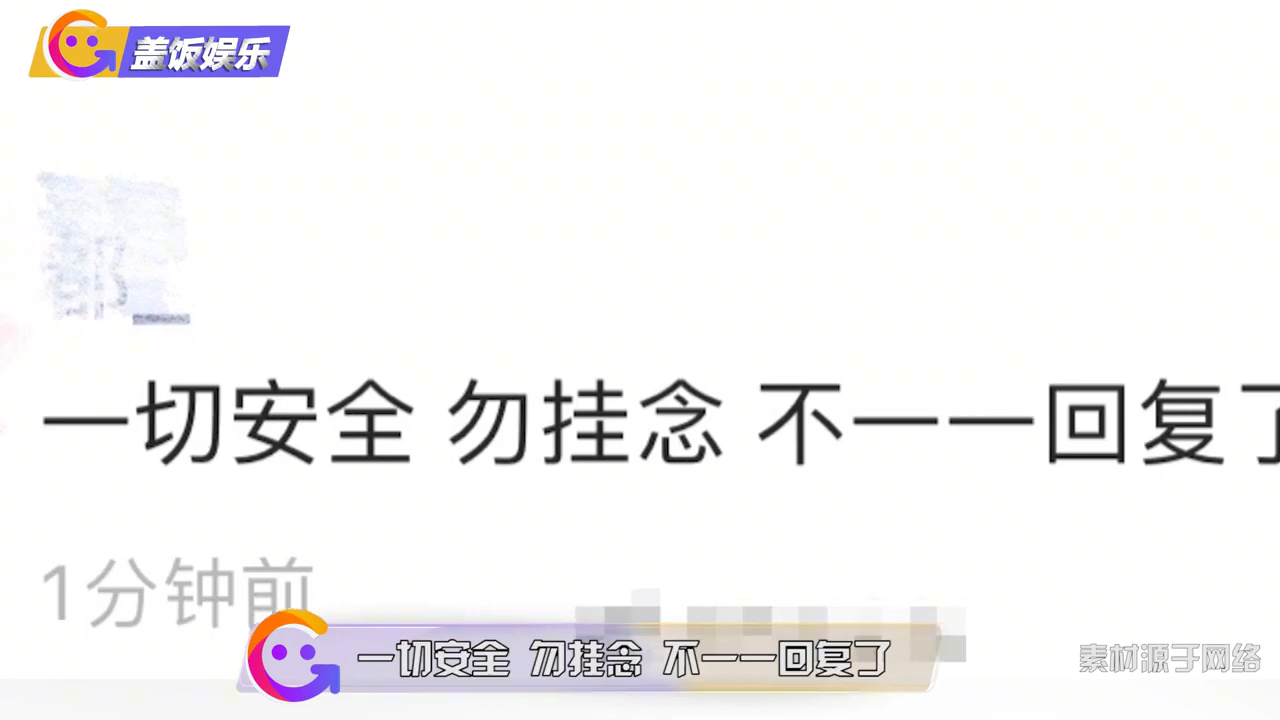 盖饭娱乐
一切安全 勿挂念 不一一回复了
1分钟前
一切安全 勿挂念 不一一回复了
素材源于网络